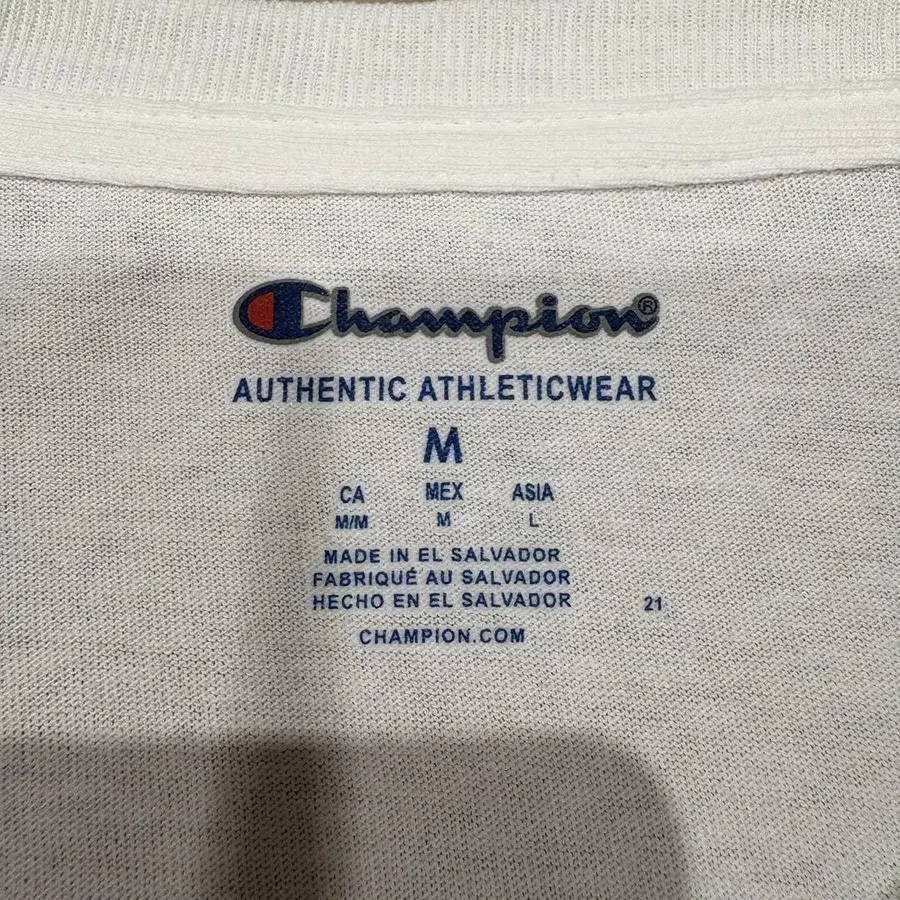 Champion®
AUTHENTIC ATHLETICWEAR
M
CA MEX ASIA
M/M M L
MADE IN EL SALVADOR
FABRIQUÉ AU SALVADOR
HECHO EN EL SALVADOR 21
CHAMPION.COM